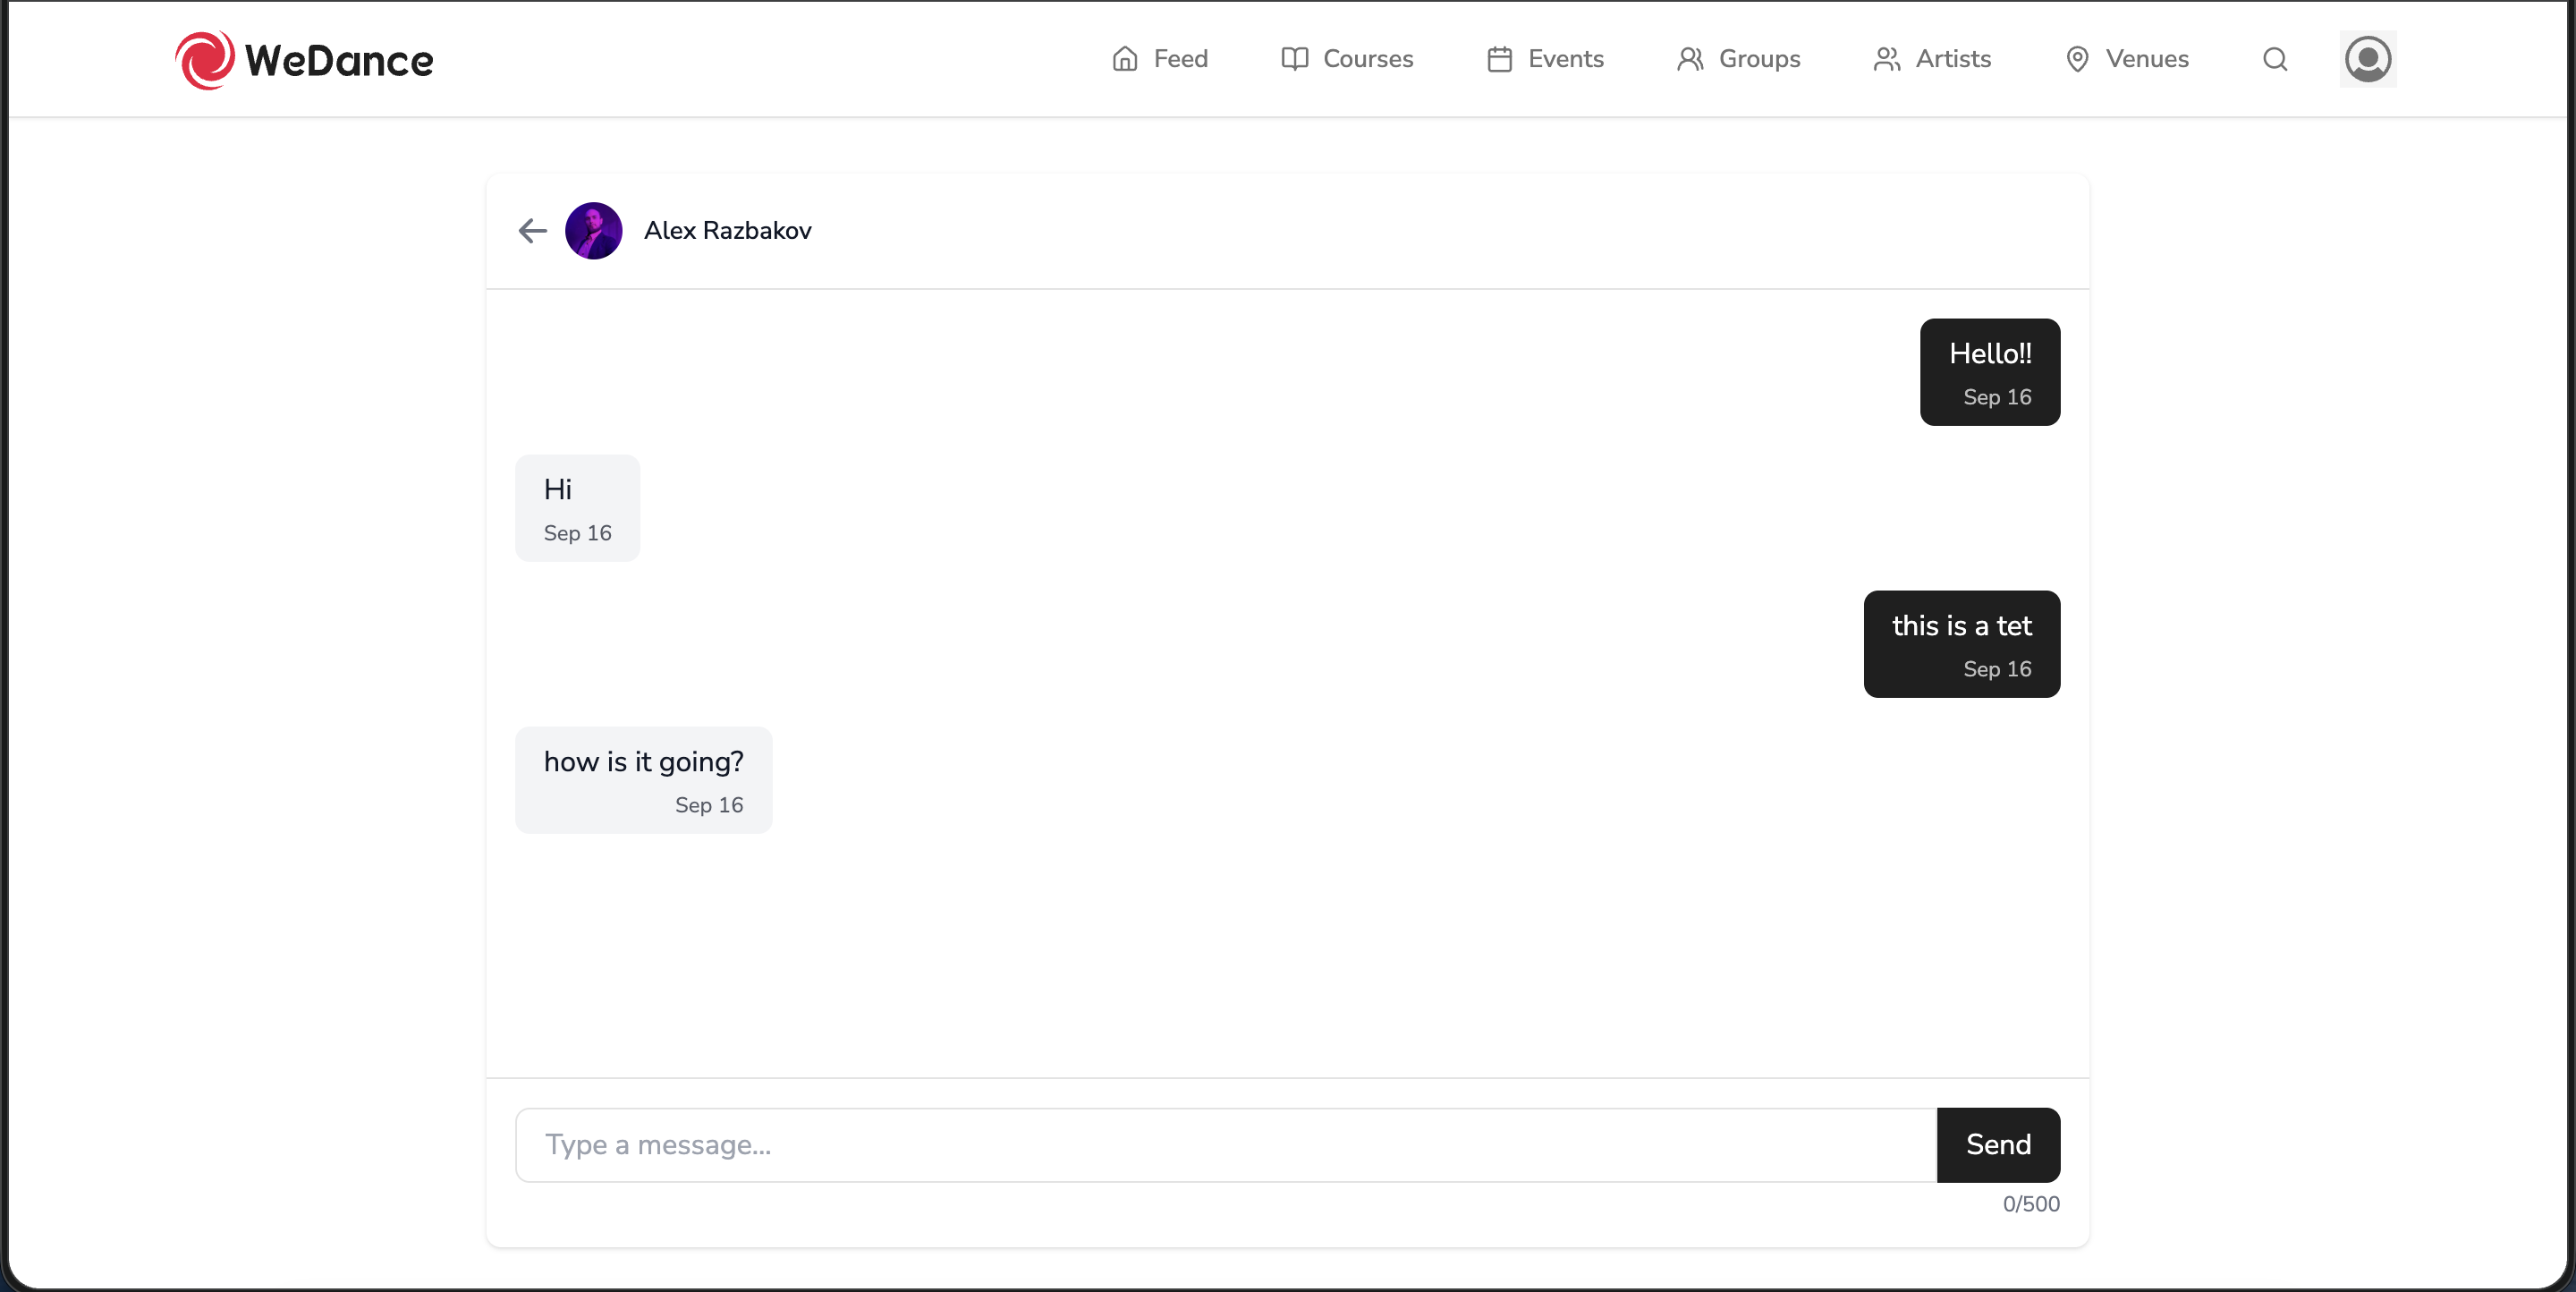 WeDance
Feed
Courses
Events
Groups
Artists
Venues
Alex Razbakov
Hello!!
Sep 16
Hi
Sep 16
this is a tet
Sep 16
how is it going?
Sep 16
Type a message...
Send
0/500